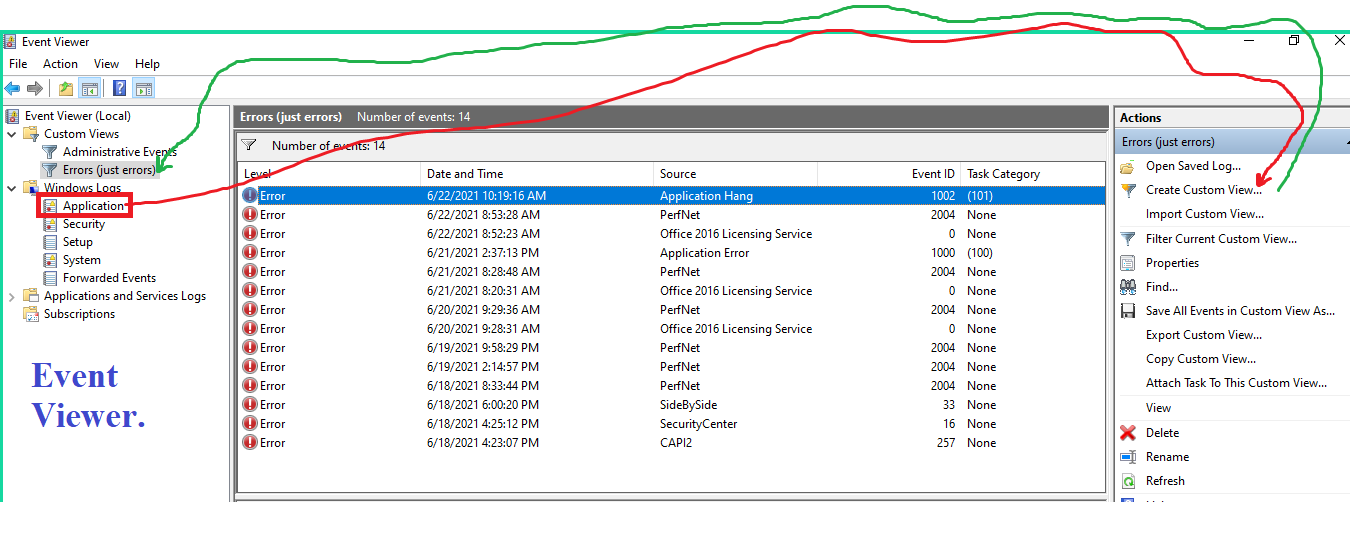 Event Viewer
File Action View Help
Event Viewer (Local)
Custom Views
Administrative Events
Errors (just errors)
Windows Logs
Application
Security
Setup
System
Forwarded Events
Applications and Services Logs
Subscriptions
Event
Viewer.
Errors (just errors) Number of events: 14
Number of events: 14
Level Date and Time Source Event ID Task Category
Error 6/22/2021 10:19:16 AM Application Hang 1002 (101)
Error 6/22/2021 8:53:28 AM PerfNet 2004 None
Error 6/22/2021 8:52:23 AM Office 2016 Licensing Service 0 None
Error 6/21/2021 2:37:13 PM Application Error 1000 (100)
Error 6/21/2021 8:28:48 AM PerfNet 2004 None
Error 6/21/2021 8:20:31 AM Office 2016 Licensing Service 0 None
Error 6/20/2021 9:29:36 AM PerfNet 2004 None
Error 6/20/2021 9:28:31 AM Office 2016 Licensing Service 0 None
Error 6/19/2021 9:58:29 PM PerfNet 2004 None
Error 6/19/2021 2:14:57 PM PerfNet 2004 None
Error 6/18/2021 8:33:44 PM PerfNet 2004 None
Error 6/18/2021 6:00:20 PM SideBySide 33 None
Error 6/18/2021 4:25:12 PM SecurityCenter 16 None
Error 6/18/2021 4:23:07 PM CAPI2 257 None
Actions
Errors (just errors)
Open Saved Log...
Create Custom View...
Import Custom View...
Filter Current Custom View...
Properties
Find...
Save All Events in Custom View As...
Export Custom View...
Copy Custom View...
Attach Task To This Custom View...
View
Delete
Rename
Refresh